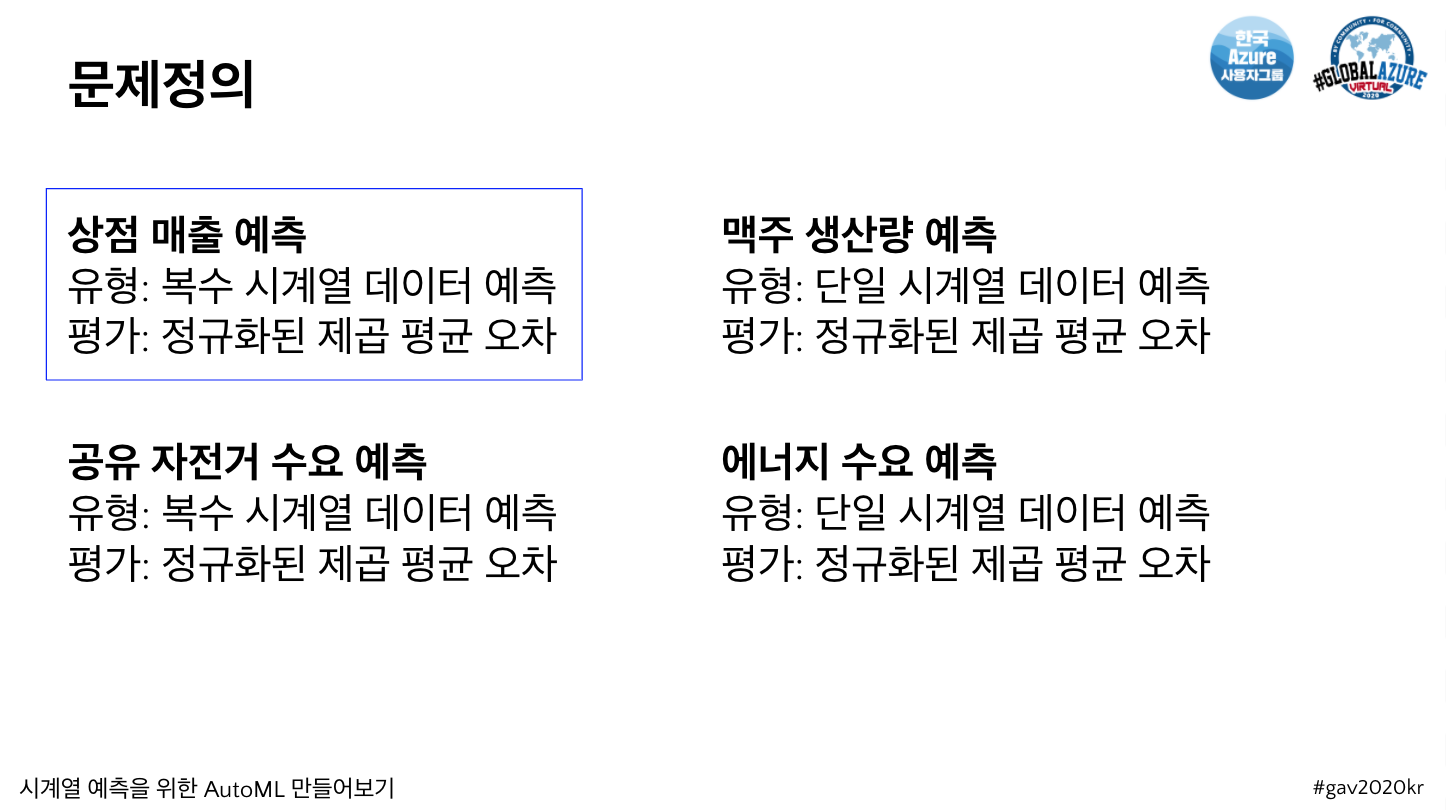 문제정의
한국
Azure
사용자그룹
BY COMMUNITY • FOR COMMUNITY
#GLOBALAZURE
VIRTUAL
2020
상점 매출 예측
유형: 복수 시계열 데이터 예측
평가: 정규화된 제곱 평균 오차
맥주 생산량 예측
유형: 단일 시계열 데이터 예측
평가: 정규화된 제곱 평균 오차
공유 자전거 수요 예측
유형: 복수 시계열 데이터 예측
평가: 정규화된 제곱 평균 오차
에너지 수요 예측
유형: 단일 시계열 데이터 예측
평가: 정규화된 제곱 평균 오차
시계열 예측을 위한 AutoML 만들어보기
#gav2020kr